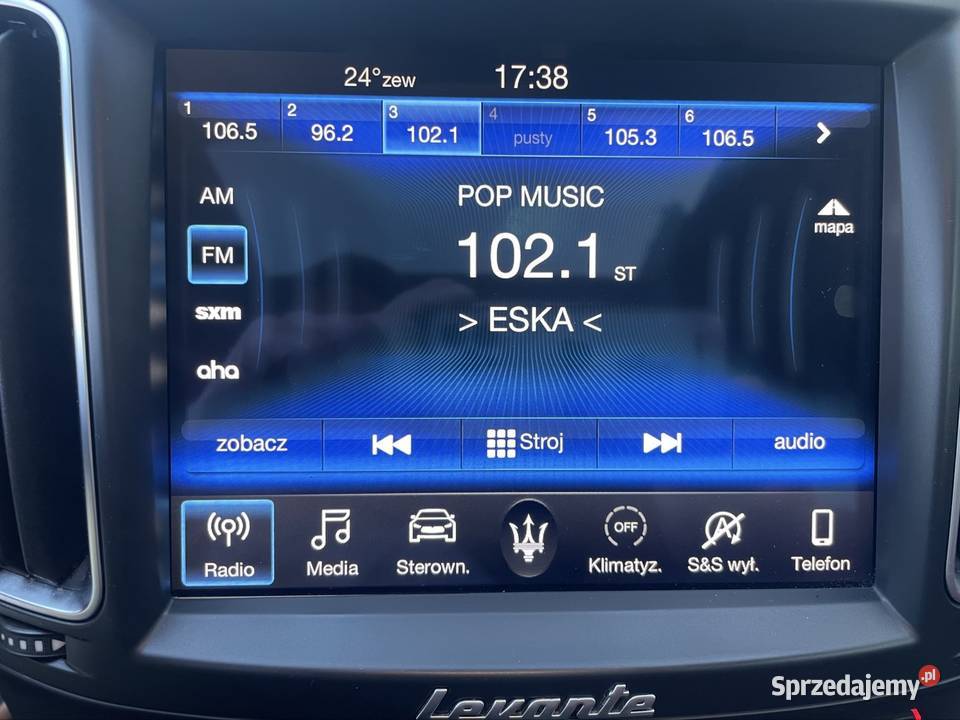 24°zew 17:38
1 106.5 2 96.2 3 102.1 4 pusty 5 105.3 6 106.5
AM
POP MUSIC
mapa
FM
102.1 ST
sxm
> ESKA <
aha
zobacz Stroj audio
OFF A
Radio Media Sterown. Klimatyz. S&S wył. Telefon
Levante
Sprzedajemy.pl